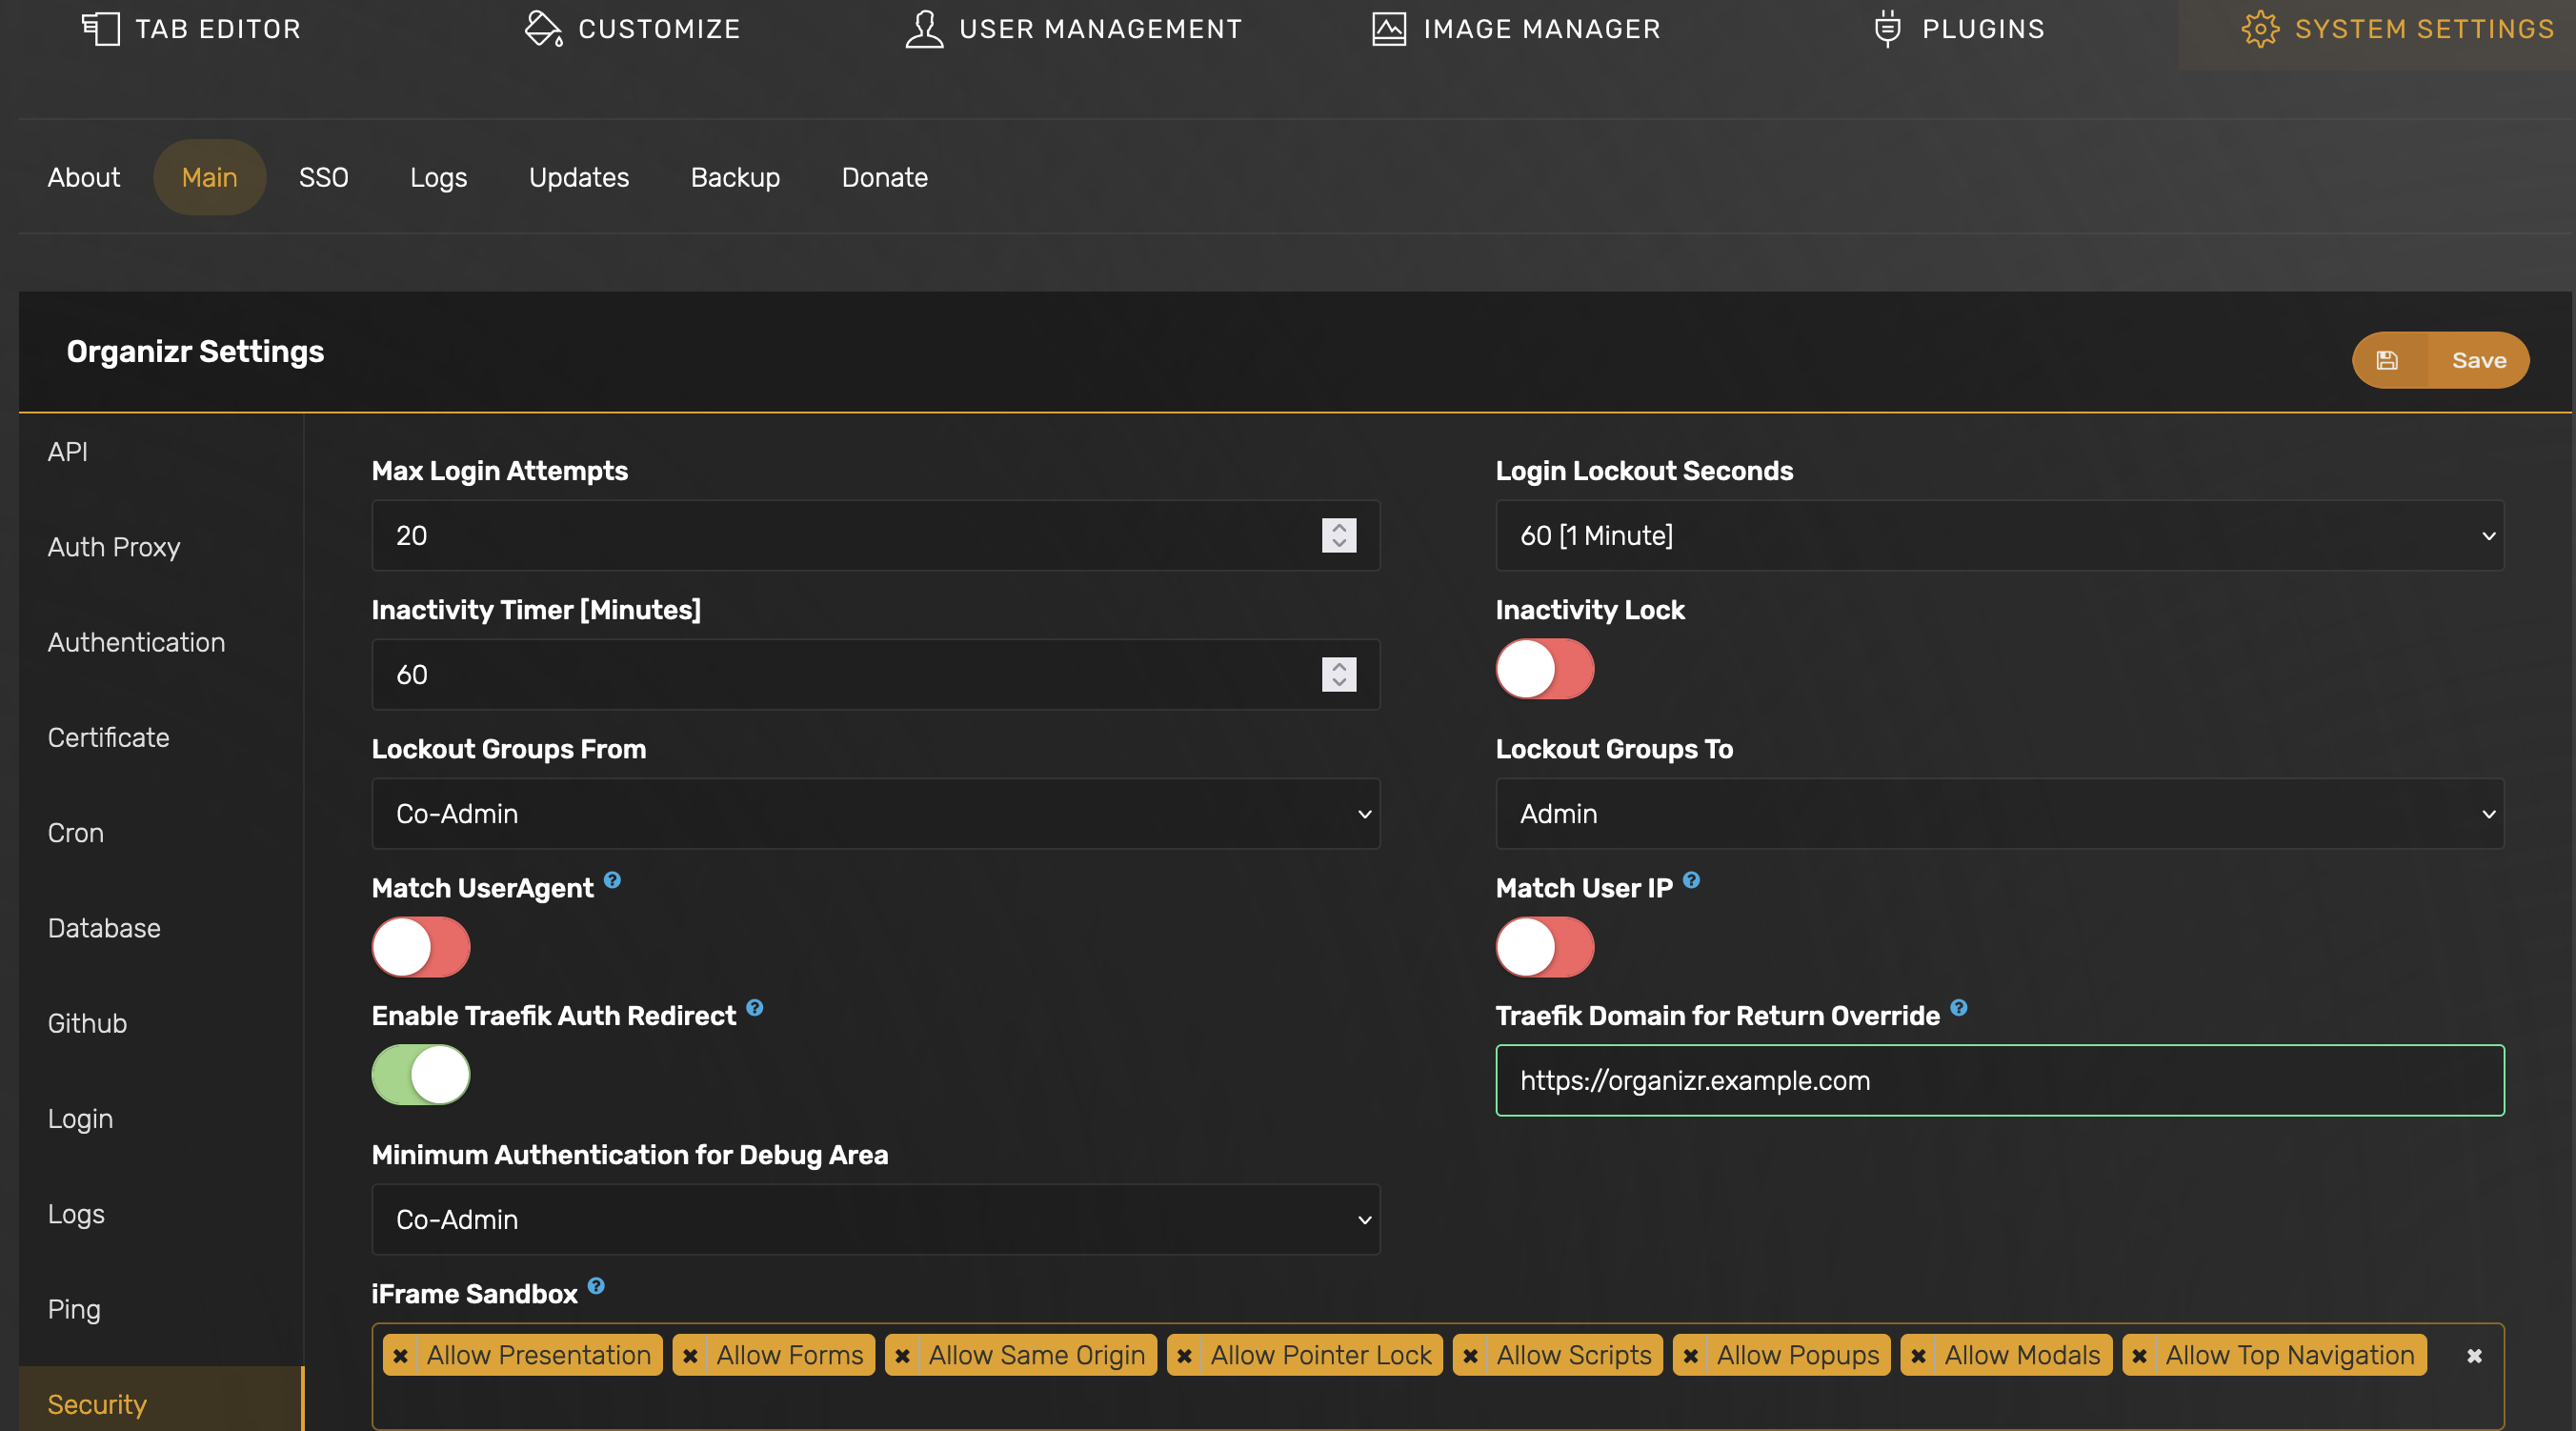 TAB EDITOR CUSTOMIZE USER MANAGEMENT IMAGE MANAGER PLUGINS SYSTEM SETTINGS
About Main SSO Logs Updates Backup Donate
Organizr Settings
Save
API
Auth Proxy
Authentication
Certificate
Cron
Database
Github
Login
Logs
Ping
Security
Max Login Attempts
20
Login Lockout Seconds
60 [1 Minute]
Inactivity Timer [Minutes]
60
Inactivity Lock
Lockout Groups From
Co-Admin
Lockout Groups To
Admin
Match UserAgent ?
Match User IP ?
Enable Traefik Auth Redirect ?
Traefik Domain for Return Override ?
https://organizr.example.com
Minimum Authentication for Debug Area
Co-Admin
iFrame Sandbox ?
× Allow Presentation × Allow Forms × Allow Same Origin × Allow Pointer Lock × Allow Scripts × Allow Popups × Allow Modals × Allow Top Navigation ×